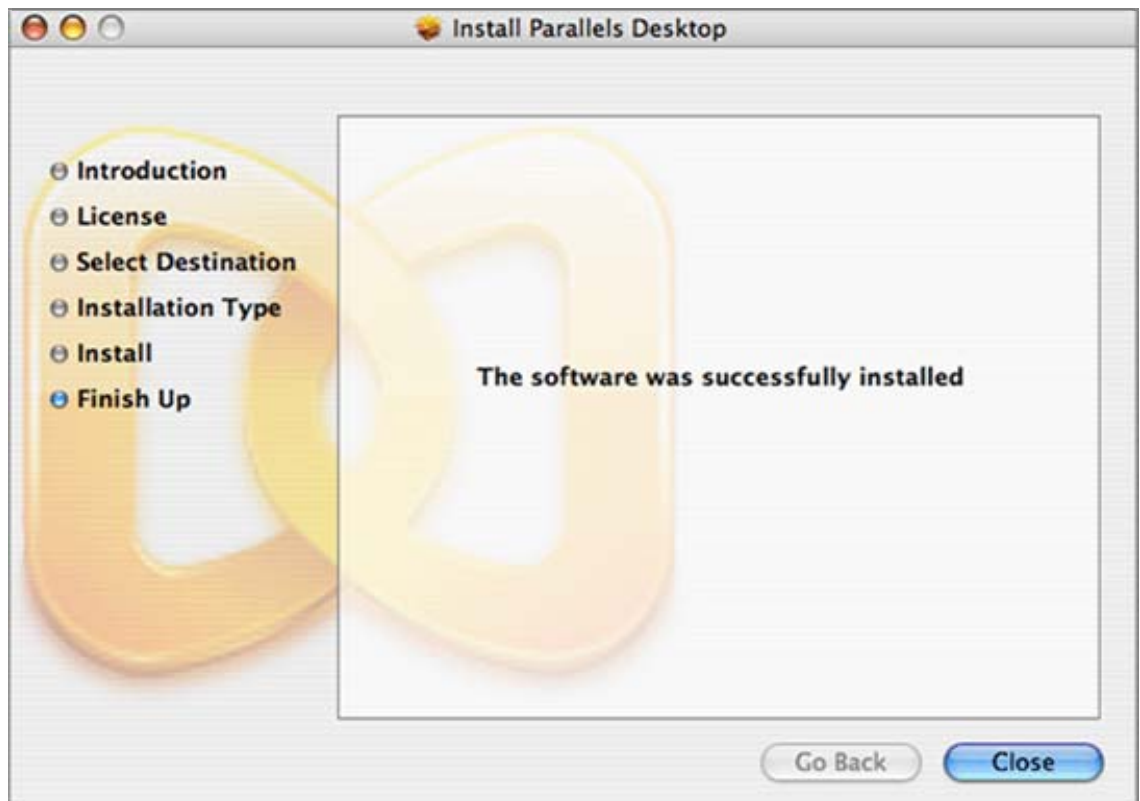 Install Parallels Desktop
Introduction
License
Select Destination
Installation Type
Install
Finish Up
The software was successfully installed
Go Back
Close